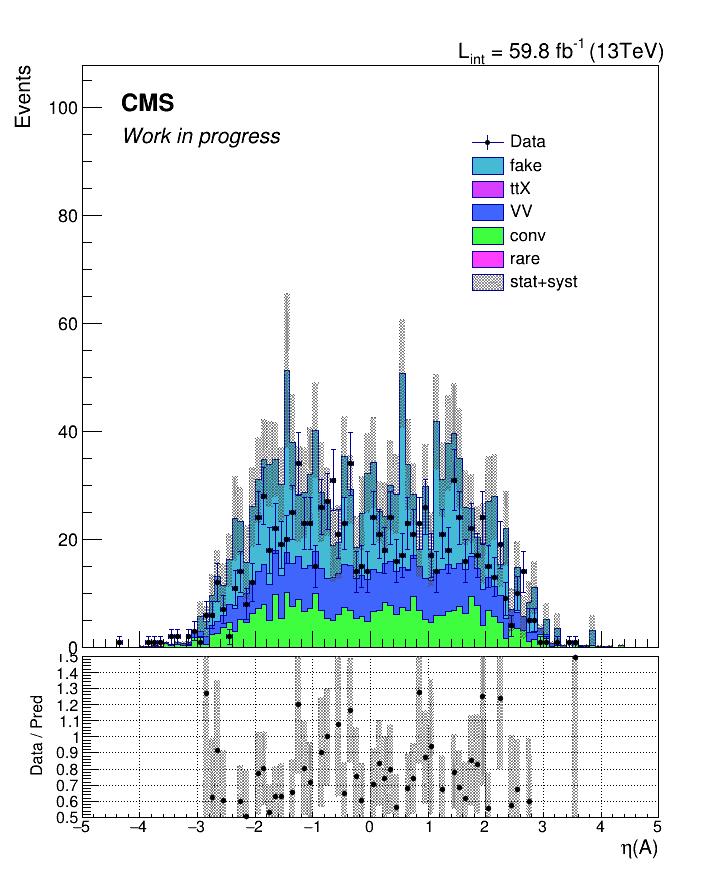 L_int = 59.8 fb^-1 (13TeV)
Events
CMS
Work in progress
Data
fake
ttX
VV
conv
rare
stat+syst
100
80
60
40
20
0
Data / Pred
1.5
1.4
1.3
1.2
1.1
1
0.9
0.8
0.7
0.6
0.5
−5 −4 −3 −2 −1 0 1 2 3 4 5
η(A)